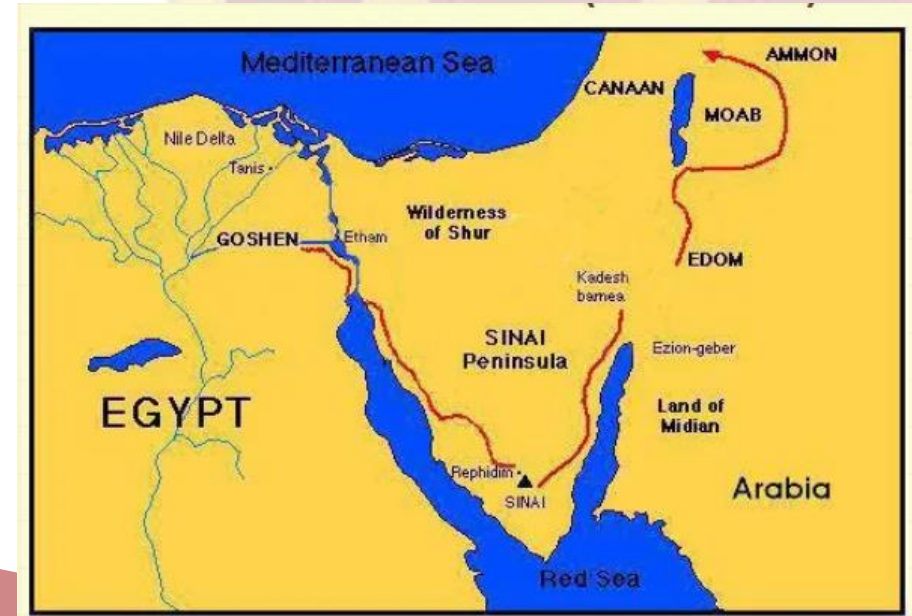 Mediterranean Sea
AMMON
CANAAN
MOAB
Nile Delta
Tanis
Wilderness
of Shur
GOSHEN
Etham
EDOM
Kadesh
barnea
SINAI
Peninsula
Ezion-geber
EGYPT
Land of
Midian
Rephidim
SINAI
Arabia
Red Sea